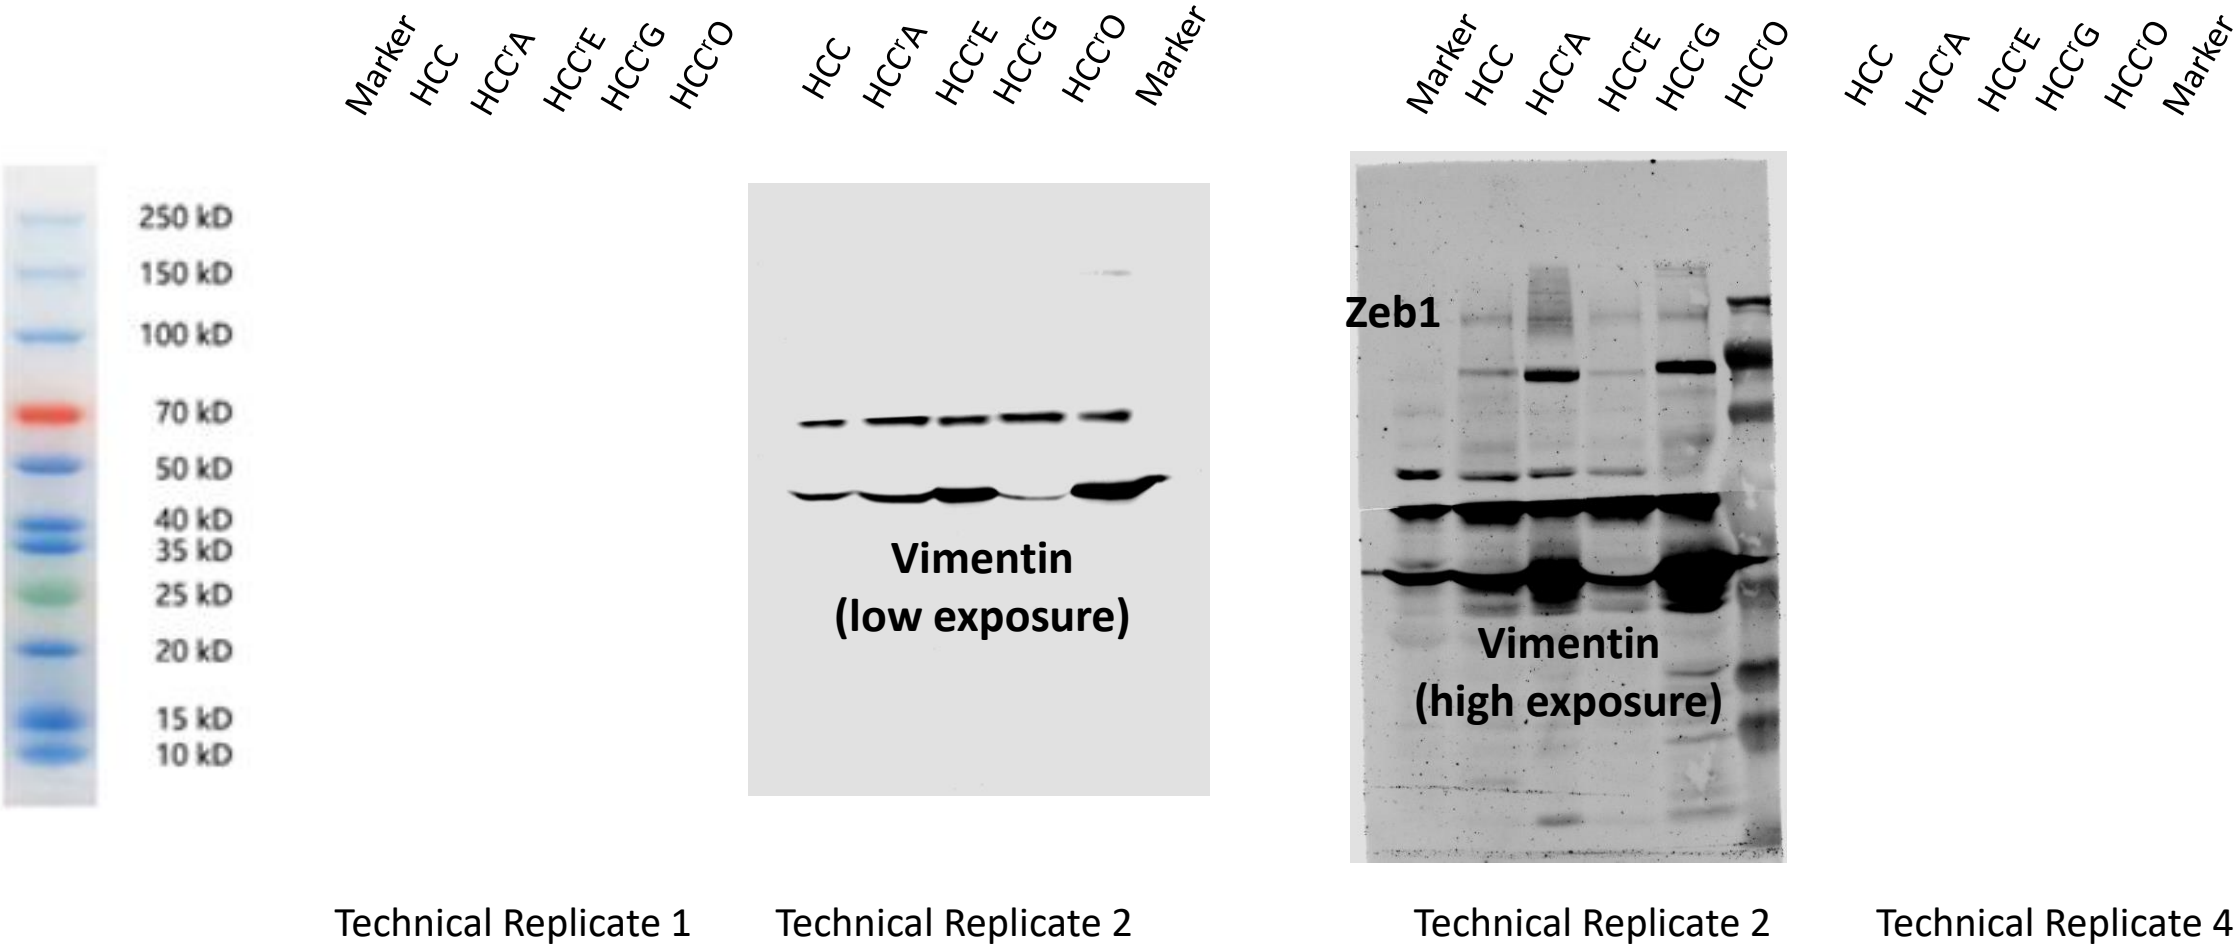 Marker HCC HCCʳA HCCʳE HCCʳG HCCʳO
HCC HCCʳA HCCʳE HCCʳG HCCʳO Marker
Marker HCC HCCʳA HCCʳE HCCʳG HCCʳO
HCC HCCʳA HCCʳE HCCʳG HCCʳO Marker
250 kD
150 kD
100 kD
70 kD
50 kD
40 kD
35 kD
25 kD
20 kD
15 kD
10 kD
Vimentin
(low exposure)
Zeb1
Vimentin
(high exposure)
Technical Replicate 1
Technical Replicate 2
Technical Replicate 2
Technical Replicate 4